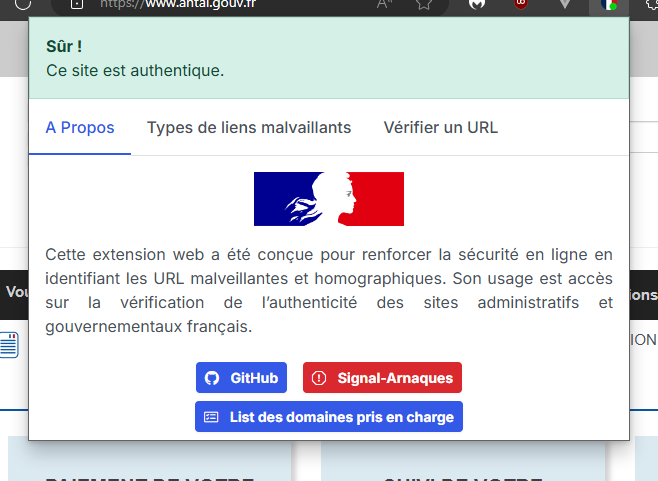 https://www.antai.gouv.fr
Sûr !
Ce site est authentique.
A Propos Types de liens malvaillants Vérifier un URL
Cette extension web a été conçue pour renforcer la sécurité en ligne en
identifiant les URL malveillantes et homographiques. Son usage est accès
sur la vérification de l’authenticité des sites administratifs et
gouvernementaux français.
GitHub Signal-Arnaques
List des domaines pris en charge
Vou
ions
ION
PAIEMENT DE VOTRE SUIVI DE VOTRE